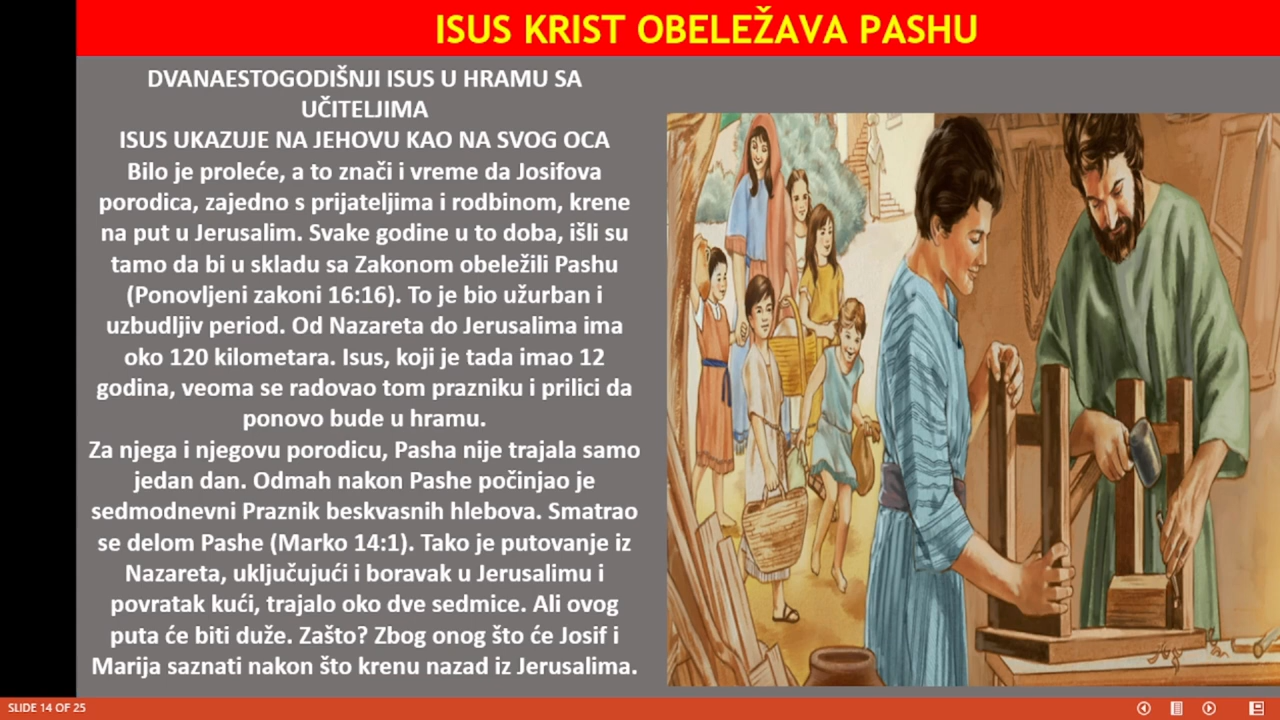 ISUS KRIST OBELEŽAVA PASHU
DVANAESTOGODIŠNJI ISUS U HRAMU SA
UČITELJIMA
ISUS UKAZUJE NA JEHOVU KAO NA SVOG OCA
Bilo je proleće, a to znači i vreme da Josifova
porodica, zajedno s prijateljima i rodbinom, krene
na put u Jerusalim. Svake godine u to doba, išli su
tamo da bi u skladu sa Zakonom obeležili Pashu
(Ponovljeni zakoni 16:16). To je bio užurban i
uzbudljiv period. Od Nazareta do Jerusalima ima
oko 120 kilometara. Isus, koji je tada imao 12
godina, veoma se radovao tom prazniku i prilici da
ponovo bude u hramu.
Za njega i njegovu porodicu, Pasha nije trajala samo
jedan dan. Odmah nakon Pashe počinjao je
sedmodnevni Praznik beskvasnih hlebova. Smatrao
se delom Pashe (Marko 14:1). Tako je putovanje iz
Nazareta, uključujući i boravak u Jerusalimu i
povratak kući, trajalo oko dve sedmice. Ali ovog
puta će biti duže. Zašto? Zbog onog što će Josif i
Marija saznati nakon što krenu nazad iz Jerusalima.
SLIDE 14 OF 25